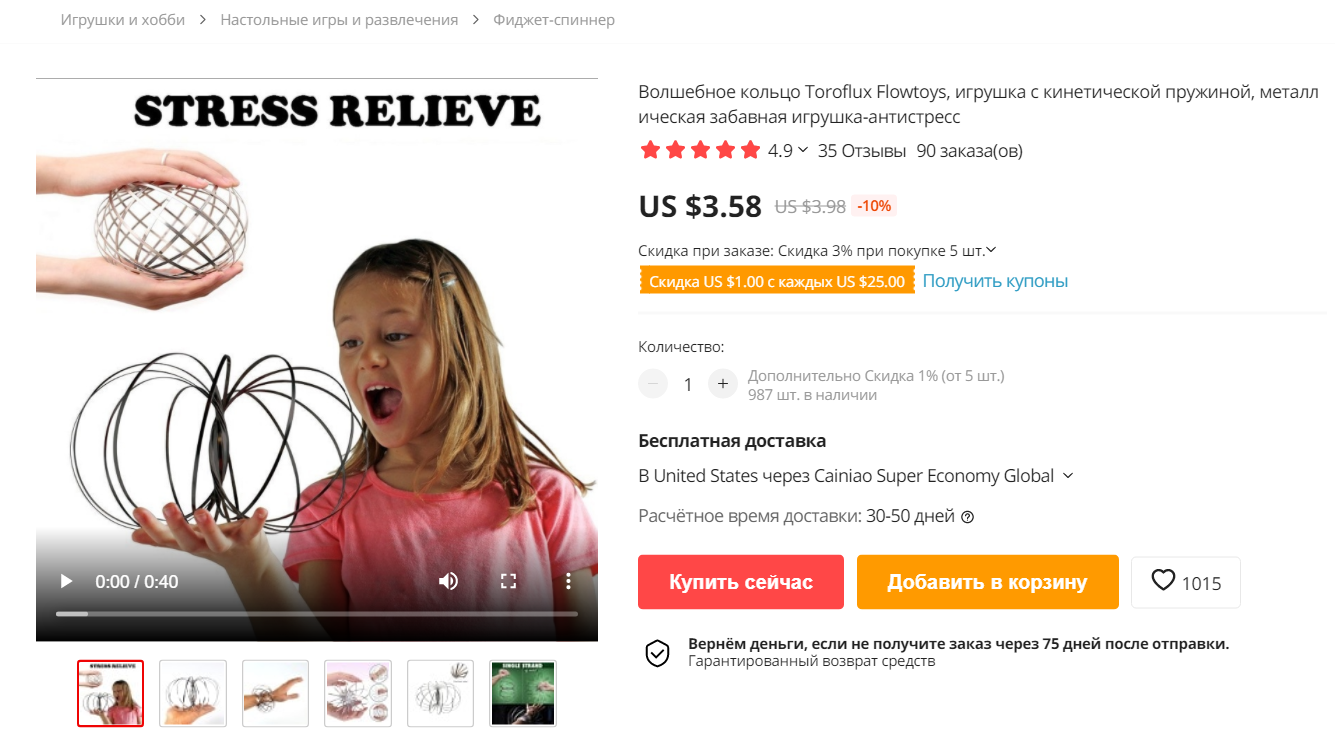 Игрушки и хобби > Настольные игры и развлечения > Фиджет-спиннер
STRESS RELIEVE
0:00 / 0:40
STRESS RELIEVE
SINGLE STRAND
Волшебное кольцо Toroflux Flowtoys, игрушка с кинетической пружиной, металл
ическая забавная игрушка-антистресс
4.9 35 Отзывы 90 заказа(ов)
US $3.58 US $3.98 -10%
Скидка при заказе: Скидка 3% при покупке 5 шт.
Скидка US $1.00 с каждых US $25.00 Получить купоны
Количество:
1 + Дополнительно Скидка 1% (от 5 шт.)
987 шт. в наличии
Бесплатная доставка
В United States через Cainiao Super Economy Global
Расчётное время доставки: 30-50 дней
Купить сейчас Добавить в корзину 1015
Вернём деньги, если не получите заказ через 75 дней после отправки.
Гарантированный возврат средств